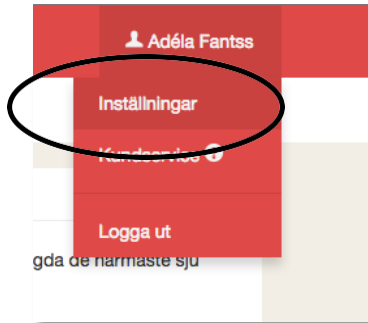 Adéla Fantss
Inställningar
Kundservice
Logga ut
gda de närmaste sju